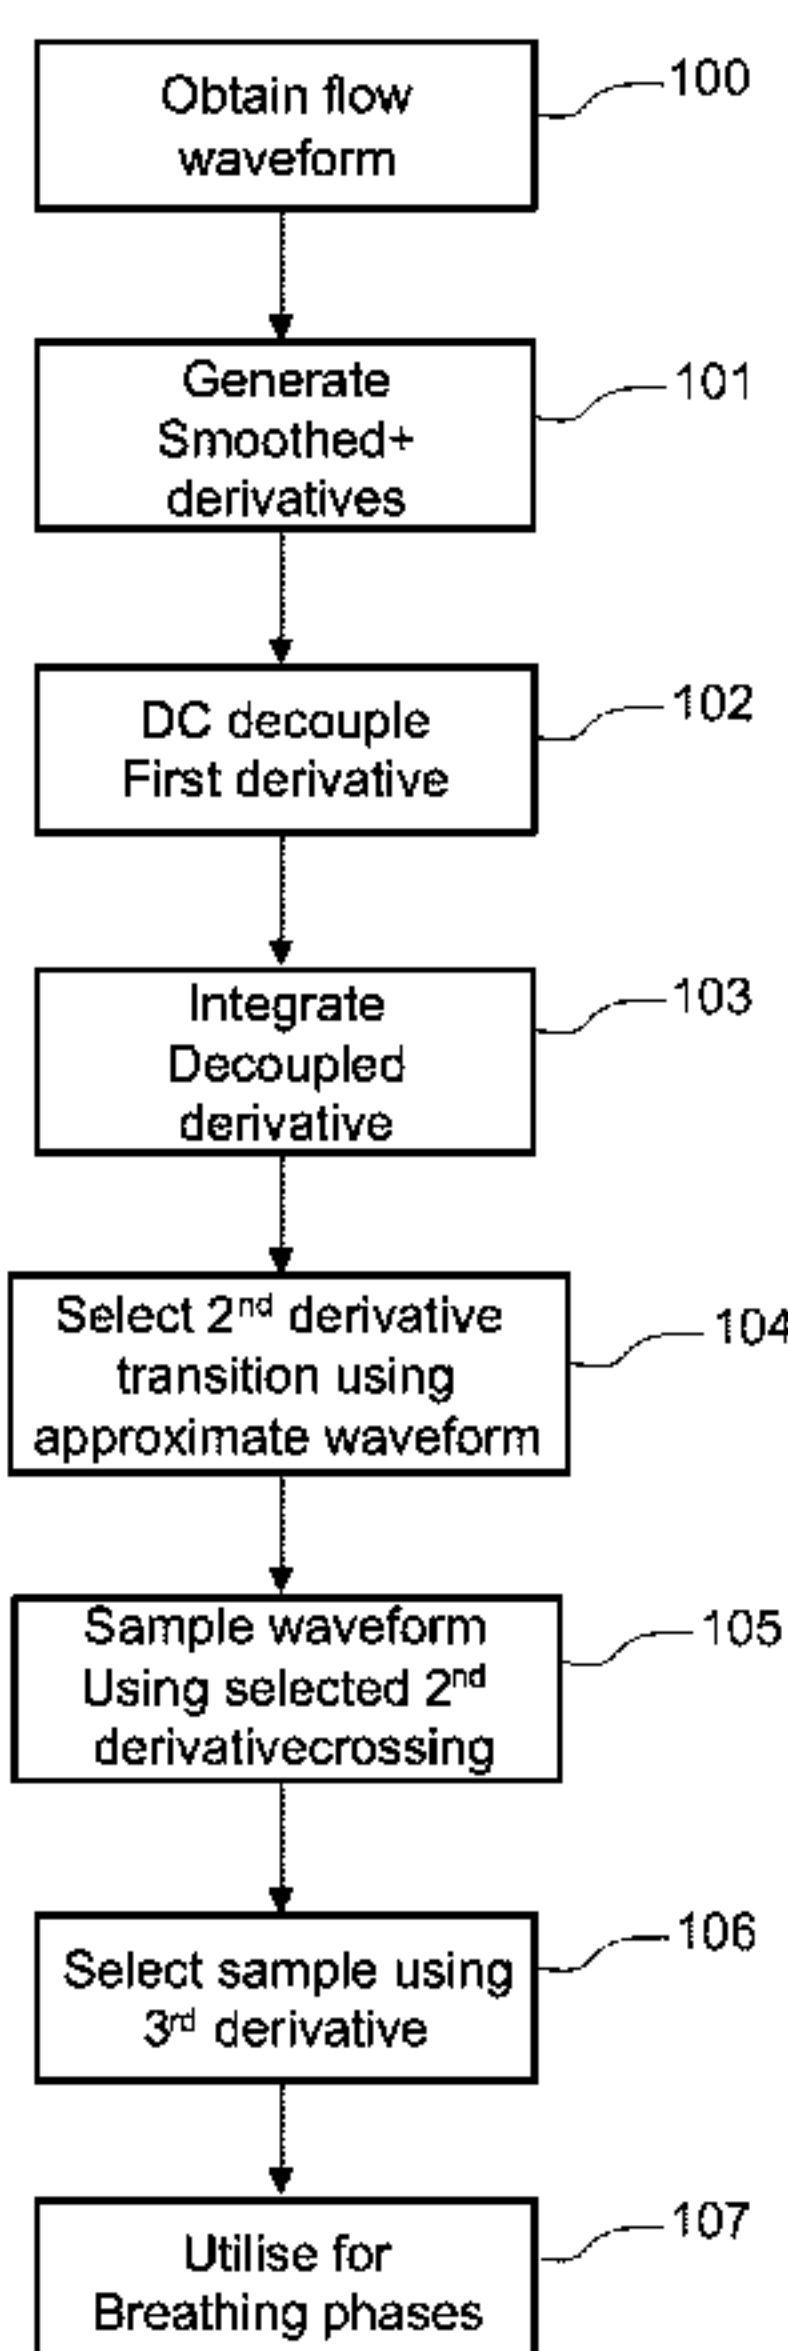 Obtain flow
waveform
100
Generate
Smoothed+
derivatives
101
DC decouple
First derivative
102
Integrate
Decoupled
derivative
103
Select 2nd derivative
transition using
approximate waveform
104
Sample waveform
Using selected 2nd
derivativecrossing
105
Select sample using
3rd derivative
106
Utilise for
Breathing phases
107